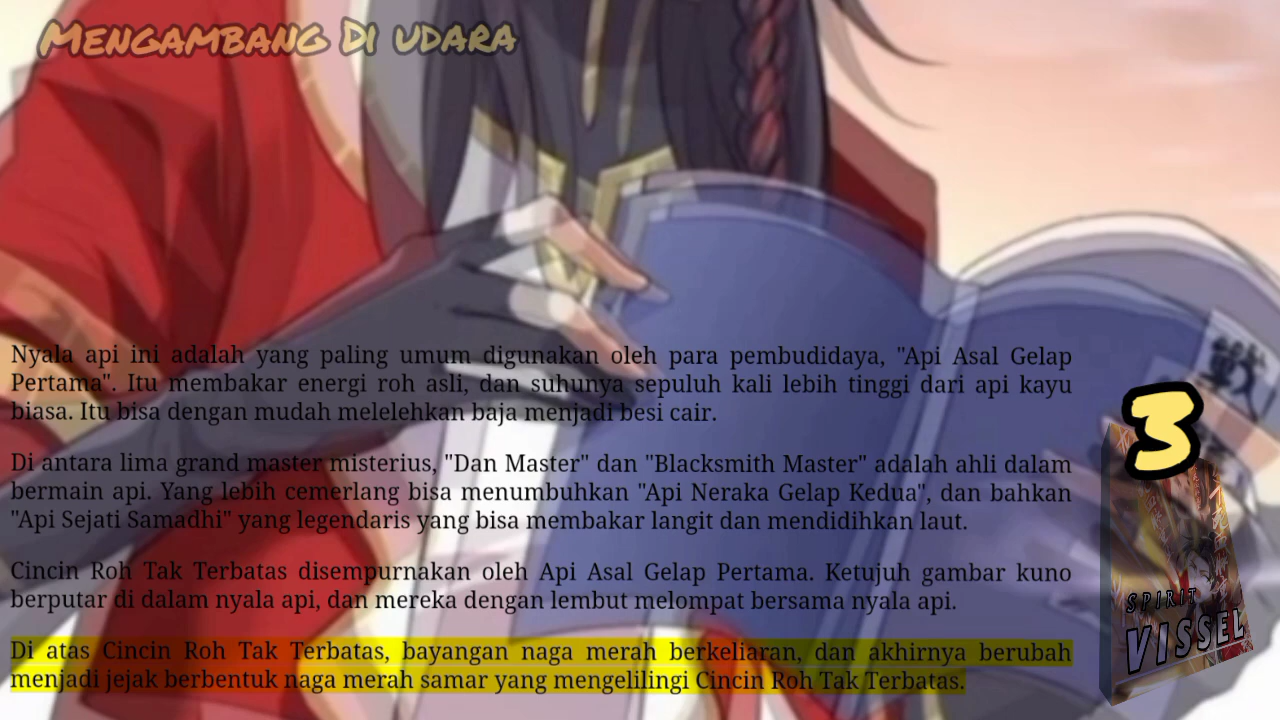 Mengambang Di udara
Nyala api ini adalah yang paling umum digunakan oleh para pembudidaya, "Api Asal Gelap
Pertama". Itu membakar energi roh asli, dan suhunya sepuluh kali lebih tinggi dari api kayu
biasa. Itu bisa dengan mudah melelehkan baja menjadi besi cair.
Di antara lima grand master misterius, "Dan Master" dan "Blacksmith Master" adalah ahli dalam
bermain api. Yang lebih cemerlang bisa menumbuhkan "Api Neraka Gelap Kedua", dan bahkan
"Api Sejati Samadhi" yang legendaris yang bisa membakar langit dan mendidihkan laut.
Cincin Roh Tak Terbatas disempurnakan oleh Api Asal Gelap Pertama. Ketujuh gambar kuno
berputar di dalam nyala api, dan mereka dengan lembut melompat bersama nyala api.
Di atas Cincin Roh Tak Terbatas, bayangan naga merah berkeliaran, dan akhirnya berubah
menjadi jejak berbentuk naga merah samar yang mengelilingi Cincin Roh Tak Terbatas.
戦
3
SPIRIT
VISSEL